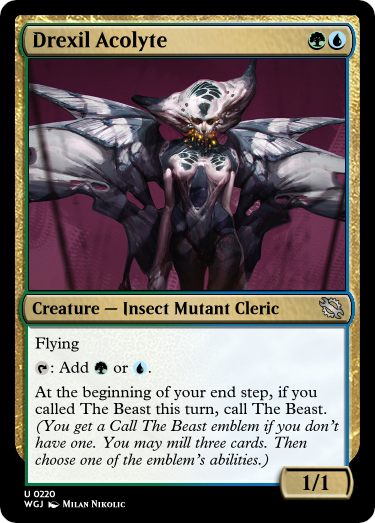 Drexil Acolyte
Creature — Insect Mutant Cleric
Flying
: Add or .
At the beginning of your end step, if you
called The Beast this turn, call The Beast.
(You get a Call The Beast emblem if you don't
have one. You may mill three cards. Then
choose one of the emblem's abilities.)
1/1
U 0220
WGJ Milan Nikolic